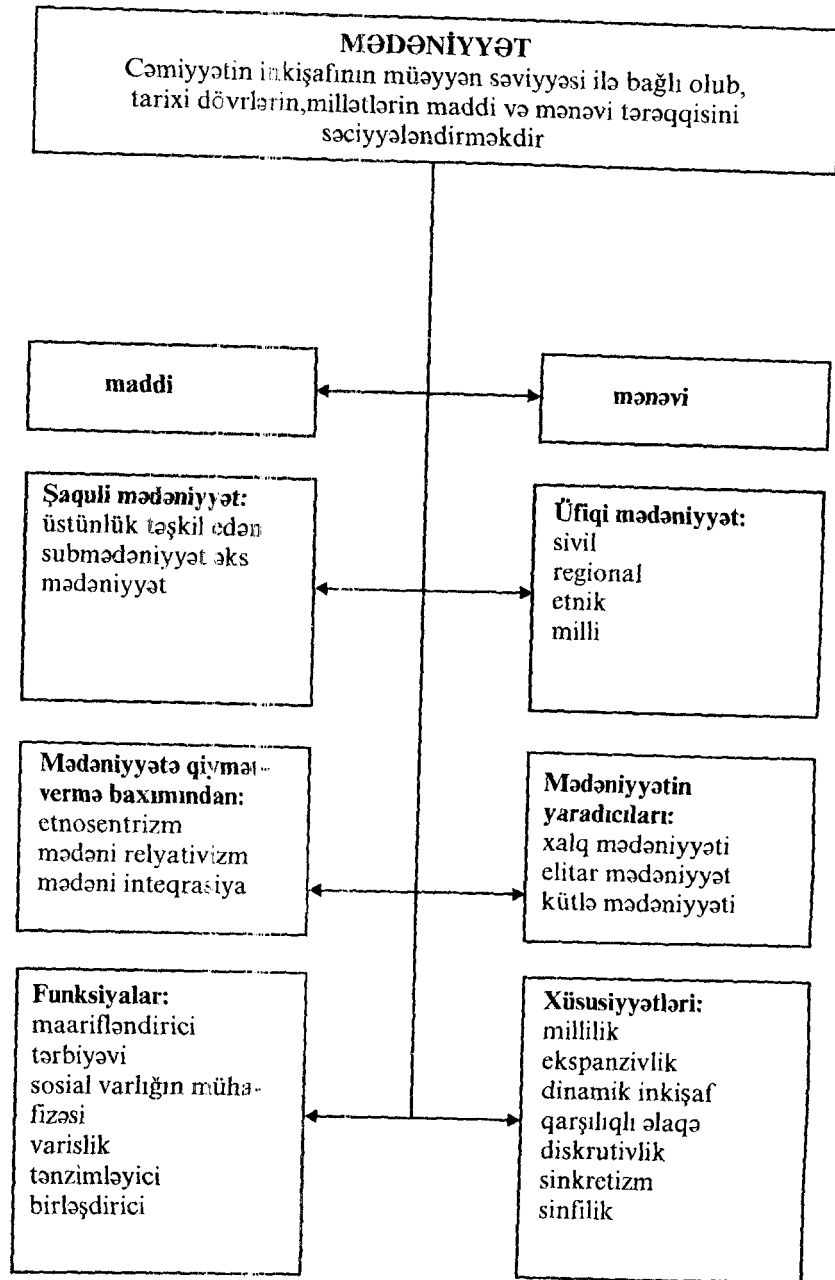 MƏDƏNİYYƏT
Cəmiyyətin inkişafının müəyyən səviyyəsi ilə bağlı olub,
tarixi dövrlərin,millətlərin maddi və mənəvi tərəqqisini
səciyyələndirməkdir
maddi
mənəvi
Şaquli mədəniyyət:
üstünlük təşkil edən
submədəniyyət əks
mədəniyyət
Üfiqi mədəniyyət:
sivil
regional
etnik
milli
Mədəniyyətə qiymət-
vermə baxımından:
etnosentrizm
mədəni relyativizm
mədəni inteqrasiya
Mədəniyyətin
yaradıcıları:
xalq mədəniyyəti
elitar mədəniyyət
kütlə mədəniyyəti
Funksiyalar:
maarifləndirici
tərbiyəvi
sosial varlığın müha-
fizəsi
varislik
tənzimləyici
birləşdirici
Xüsusiyyətləri:
millilik
ekspanzivlik
dinamik inkişaf
qarşılıqlı əlaqə
diskrutivlik
sinkretizm
sinfilik